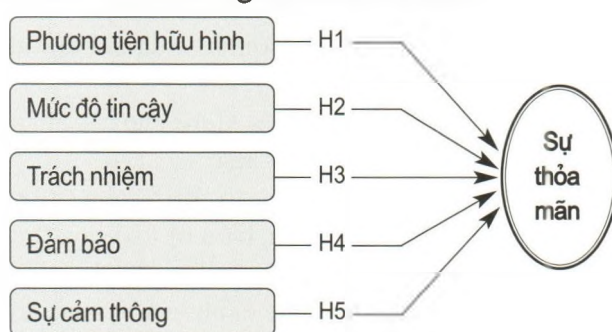 Phương tiện hữu hình
H1
Mức độ tin cậy
H2
Trách nhiệm
H3
Đảm bảo
H4
Sự cảm thông
H5
Sự
thỏa
mãn